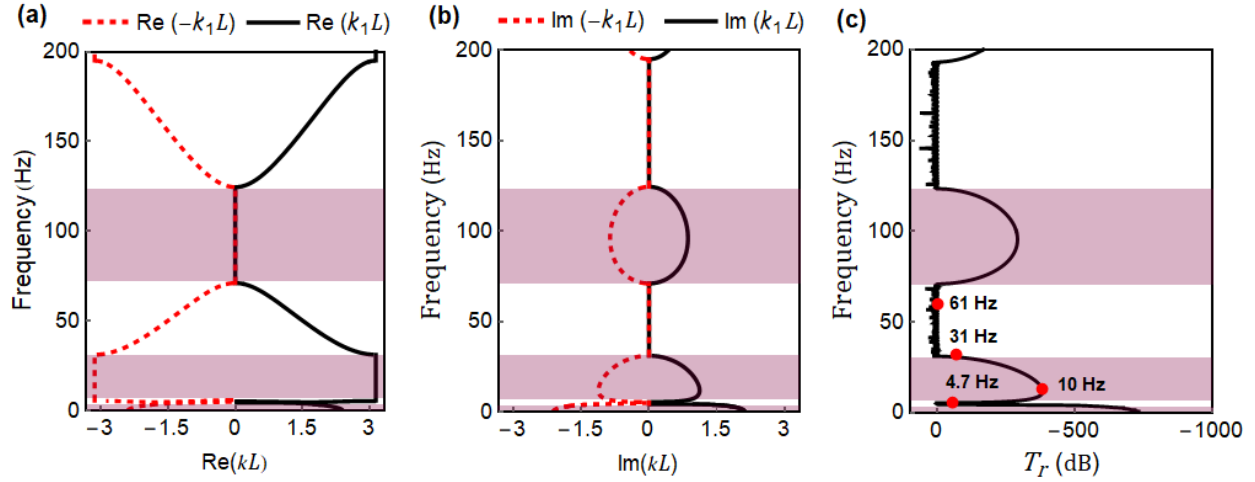 (a) Re (−k₁L) Re (k₁L)
200
150
100
50
0
Frequency (Hz)
−3 −1.5 0 1.5 3
Re(kL)
(b) Im (−k₁L) Im (k₁L)
200
150
100
50
0
Frequency (Hz)
−3 −1.5 0 1.5 3
Im(kL)
(c)
200
150
100
50
0
Frequency (Hz)
61 Hz
31 Hz
4.7 Hz 10 Hz
0 −500 −1000
Tᵣ (dB)